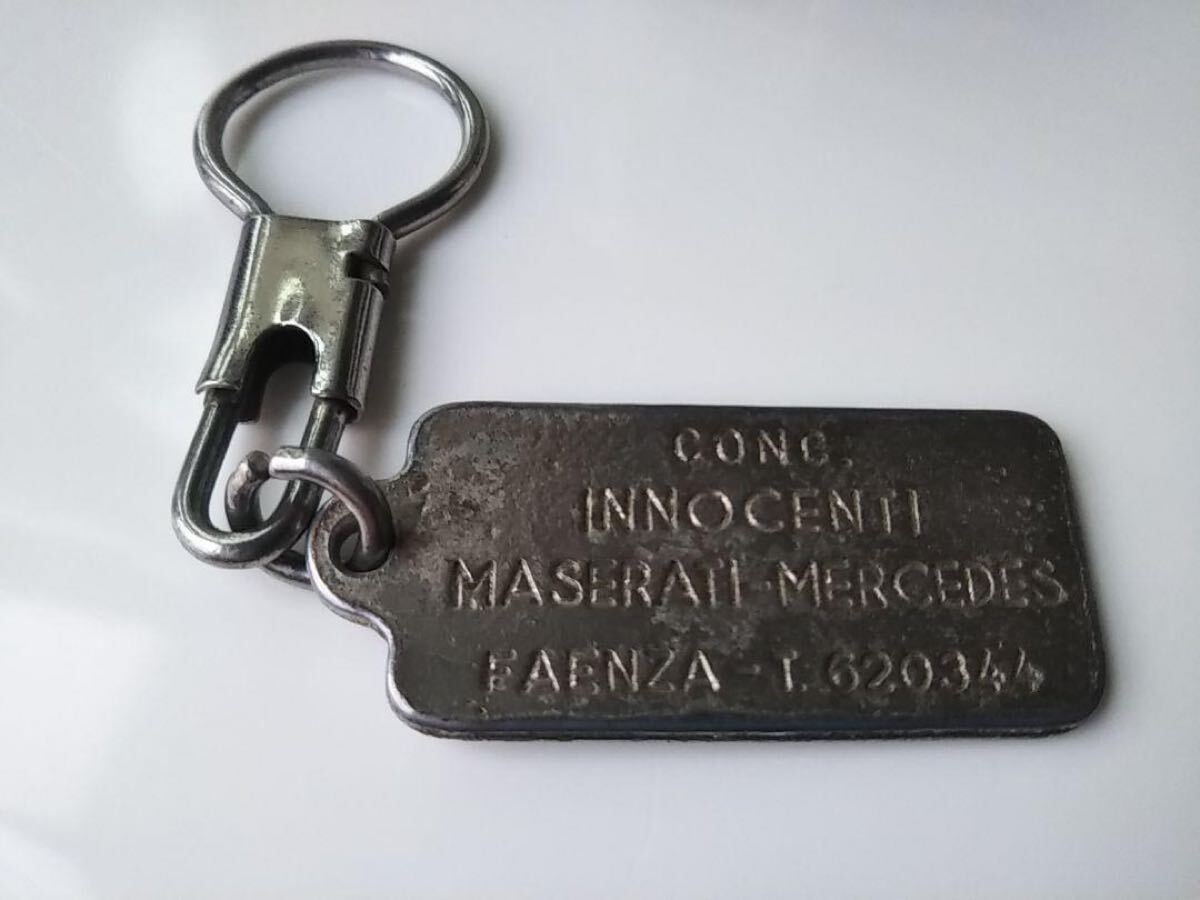 CONC.
INNOCENTI
MASERATI-MERCEDES
FAENZA - T. 620344